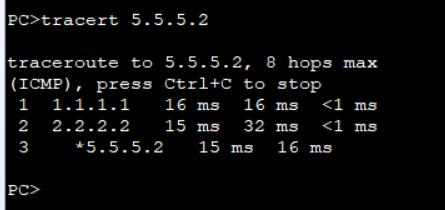 PC>tracert 5.5.5.2
traceroute to 5.5.5.2, 8 hops max
(ICMP), press Ctrl+C to stop
1 1.1.1.1 16 ms 16 ms <1 ms
2 2.2.2.2 15 ms 32 ms <1 ms
3 *5.5.5.2 15 ms 16 ms
PC>